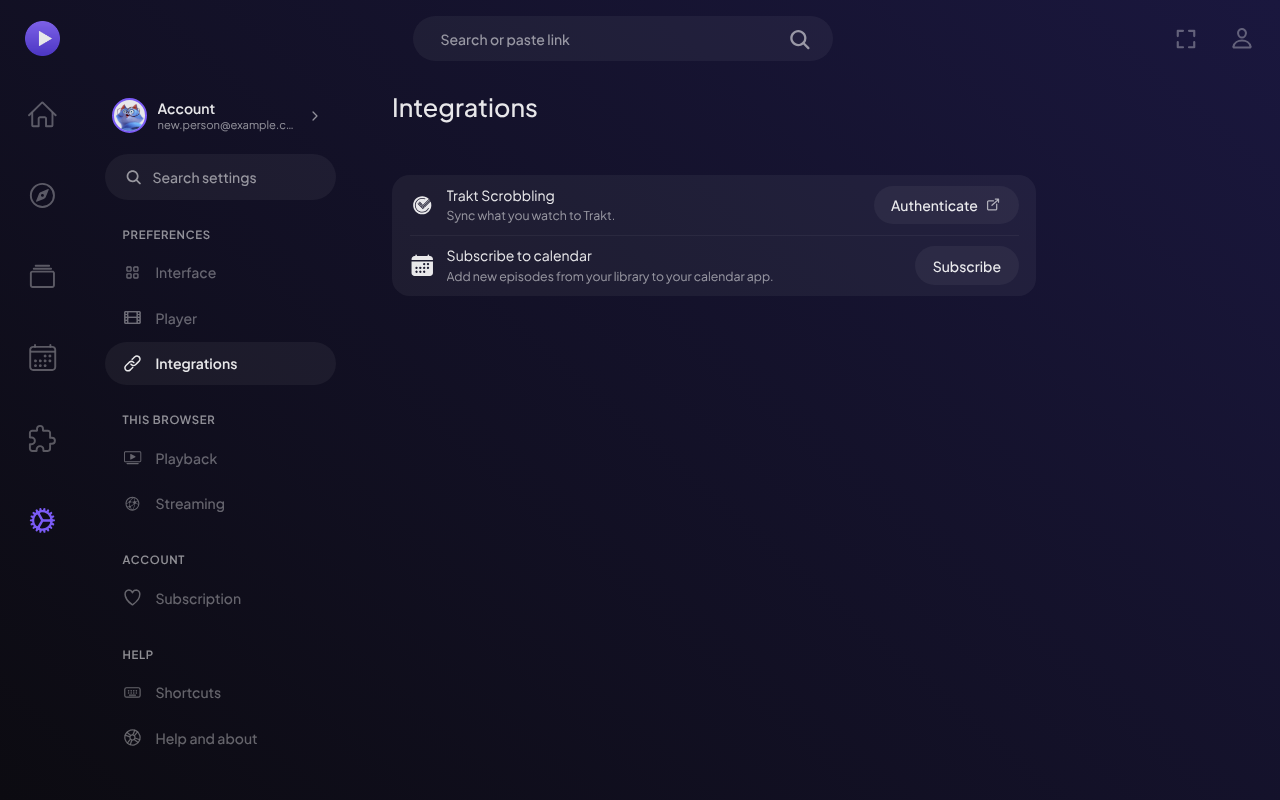 Search or paste link
Account
new.person@example.c...
Search settings
PREFERENCES
Interface
Player
Integrations
THIS BROWSER
Playback
Streaming
ACCOUNT
Subscription
HELP
Shortcuts
Help and about
Integrations
Trakt Scrobbling
Sync what you watch to Trakt.
Authenticate
Subscribe to calendar
Add new episodes from your library to your calendar app.
Subscribe